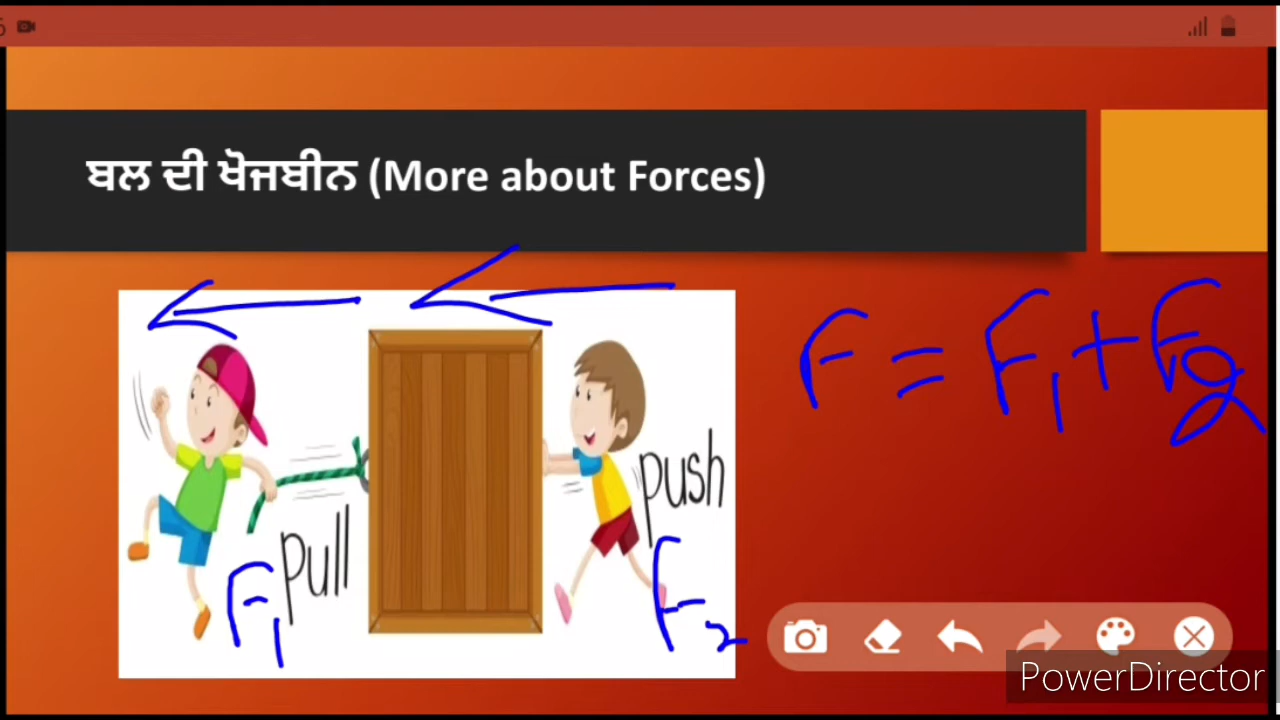 ਬਲ ਦੀ ਖੋਜਬੀਨ (More about Forces)
F = F1 + F2
push
pull
F1
F2
PowerDirector